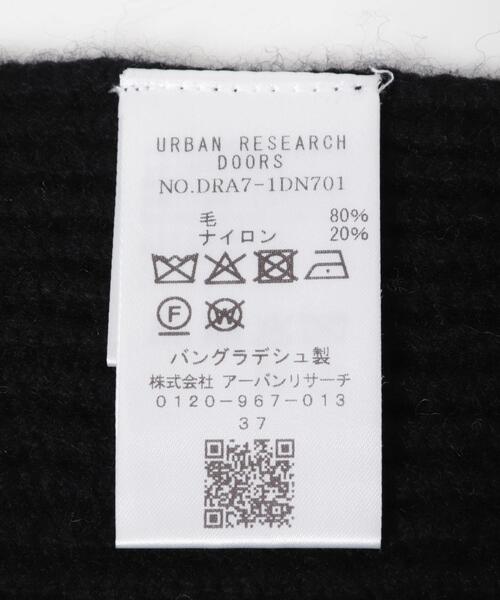 URBAN RESEARCH
DOORS
NO.DRA7-1DN701
毛 80%
ナイロン 20%
F W
バングラデシュ製
株式会社 アーバンリサーチ
0120-967-013
37